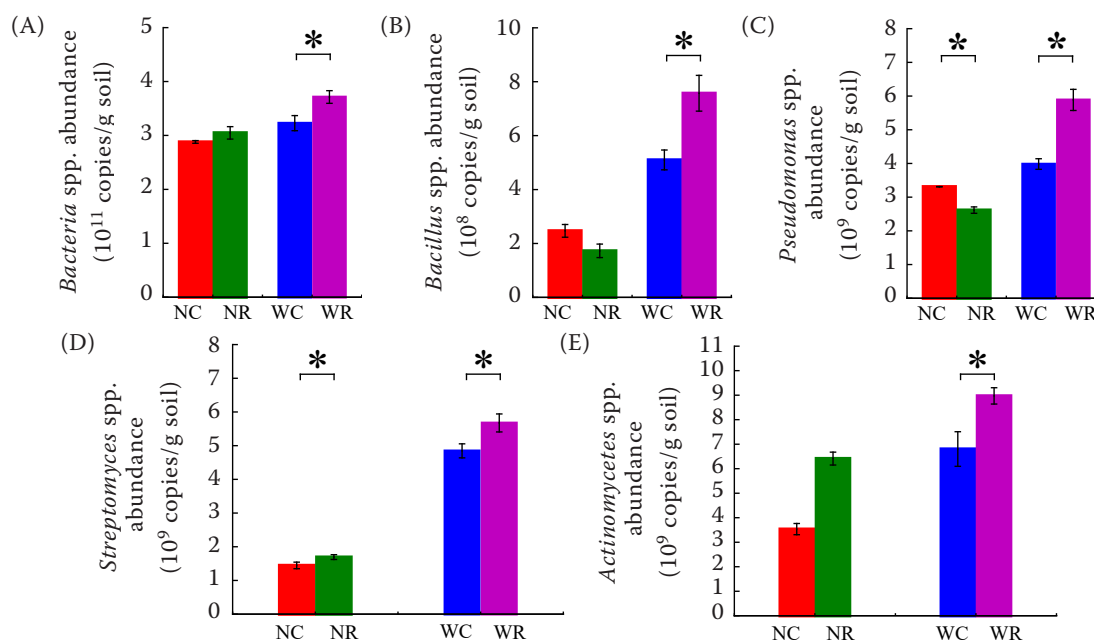 (A)
Bacteria spp. abundance
(10¹¹ copies/g soil)
5
4
3
2
1
0
*
NC NR WC WR
(B)
Bacillus spp. abundance
(10⁸ copies/g soil)
10
8
6
4
2
0
*
NC NR WC WR
(C)
Pseudomonas spp.
abundance
(10⁹ copies/g soil)
8
7
6
5
4
3
2
1
0
* *
NC NR WC WR
(D)
Streptomyces spp.
abundance
(10⁹ copies/g soil)
8
7
6
5
4
3
2
1
0
* *
NC NR WC WR
(E)
Actinomycetes spp.
abundance
(10⁹ copies/g soil)
11
10
9
8
7
6
5
4
3
2
1
0
*
NC NR WC WR